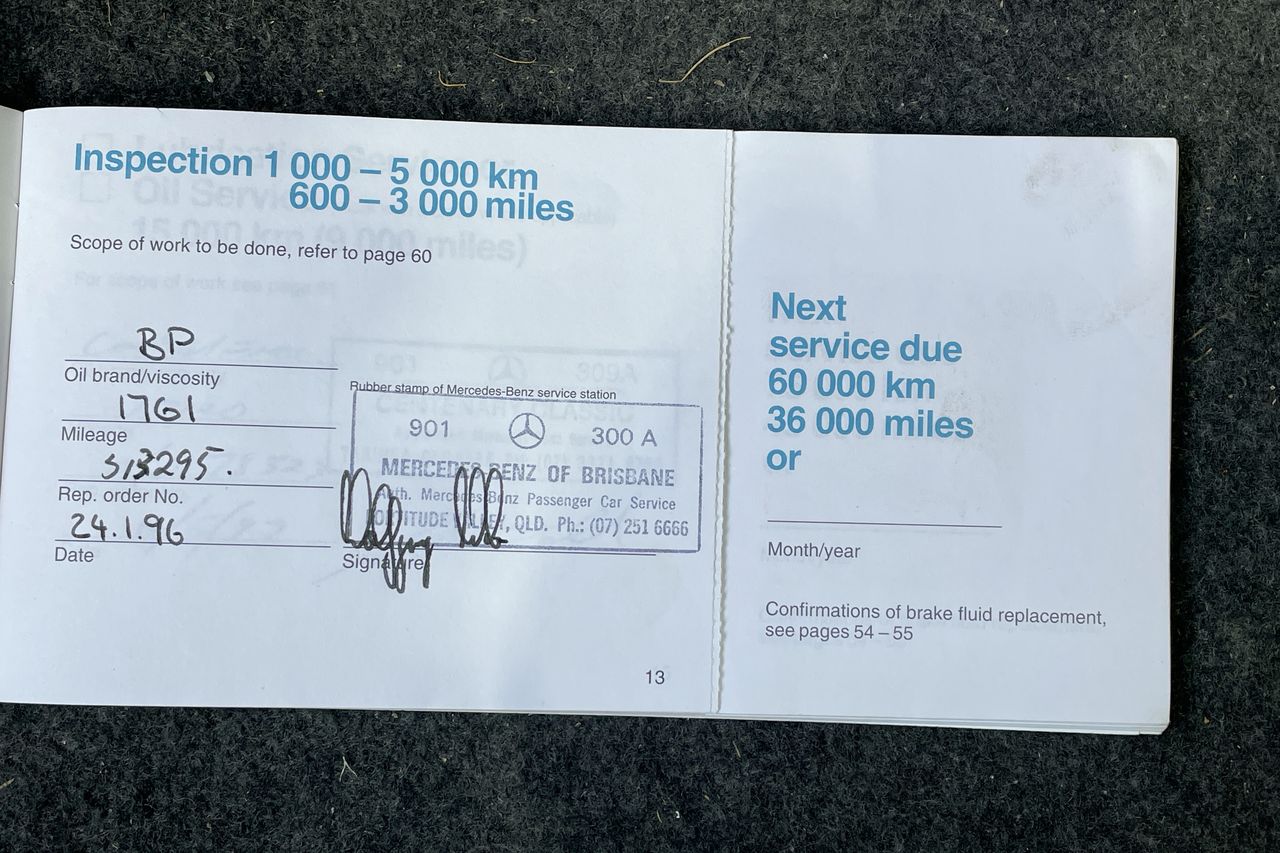 Inspection 1 000 – 5 000 km
600 – 3 000 miles
Scope of work to be done, refer to page 60
BP
Oil brand/viscosity
1761
Mileage
Rep. order No.
24.1.96
Date
Rubber stamp of Mercedes-Benz service station
901 300 A
MERCEDES-BENZ OF BRISBANE
Auth. Mercedes-Benz Passenger Car Service
FORTITUDE VALLEY, QLD. Ph.: (07) 251 6666
Signature
13
Next
service due
60 000 km
36 000 miles
or
Month/year
Confirmations of brake fluid replacement,
see pages 54 – 55